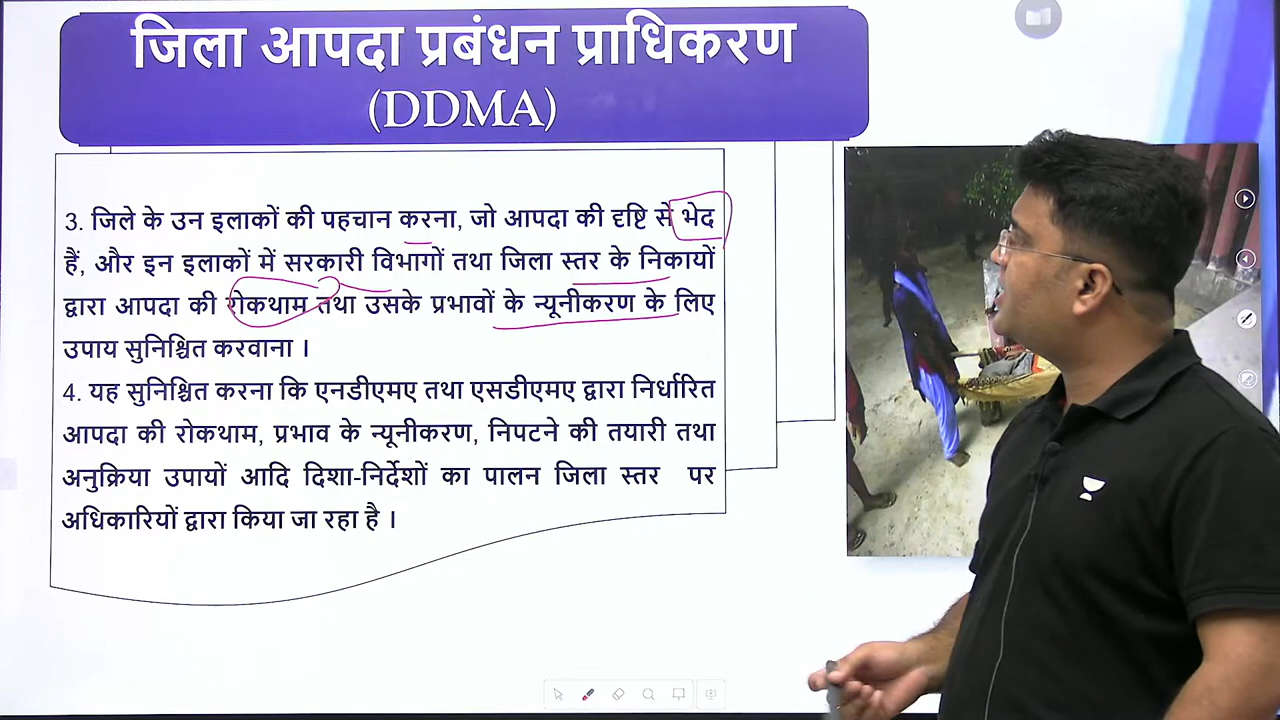 जिला आपदा प्रबंधन प्राधिकरण
(DDMA)
3. जिले के उन इलाकों की पहचान करना, जो आपदा की दृष्टि से भेद
हैं, और इन इलाकों में सरकारी विभागों तथा जिला स्तर के निकायों
द्वारा आपदा की रोकथाम तथा उसके प्रभावों के न्यूनीकरण के लिए
उपाय सुनिश्चित करवाना ।
4. यह सुनिश्चित करना कि एनडीएमए तथा एसडीएमए द्वारा निर्धारित
आपदा की रोकथाम, प्रभाव के न्यूनीकरण, निपटने की तयारी तथा
अनुक्रिया उपायों आदि दिशा-निर्देशों का पालन जिला स्तर पर
अधिकारियों द्वारा किया जा रहा है ।